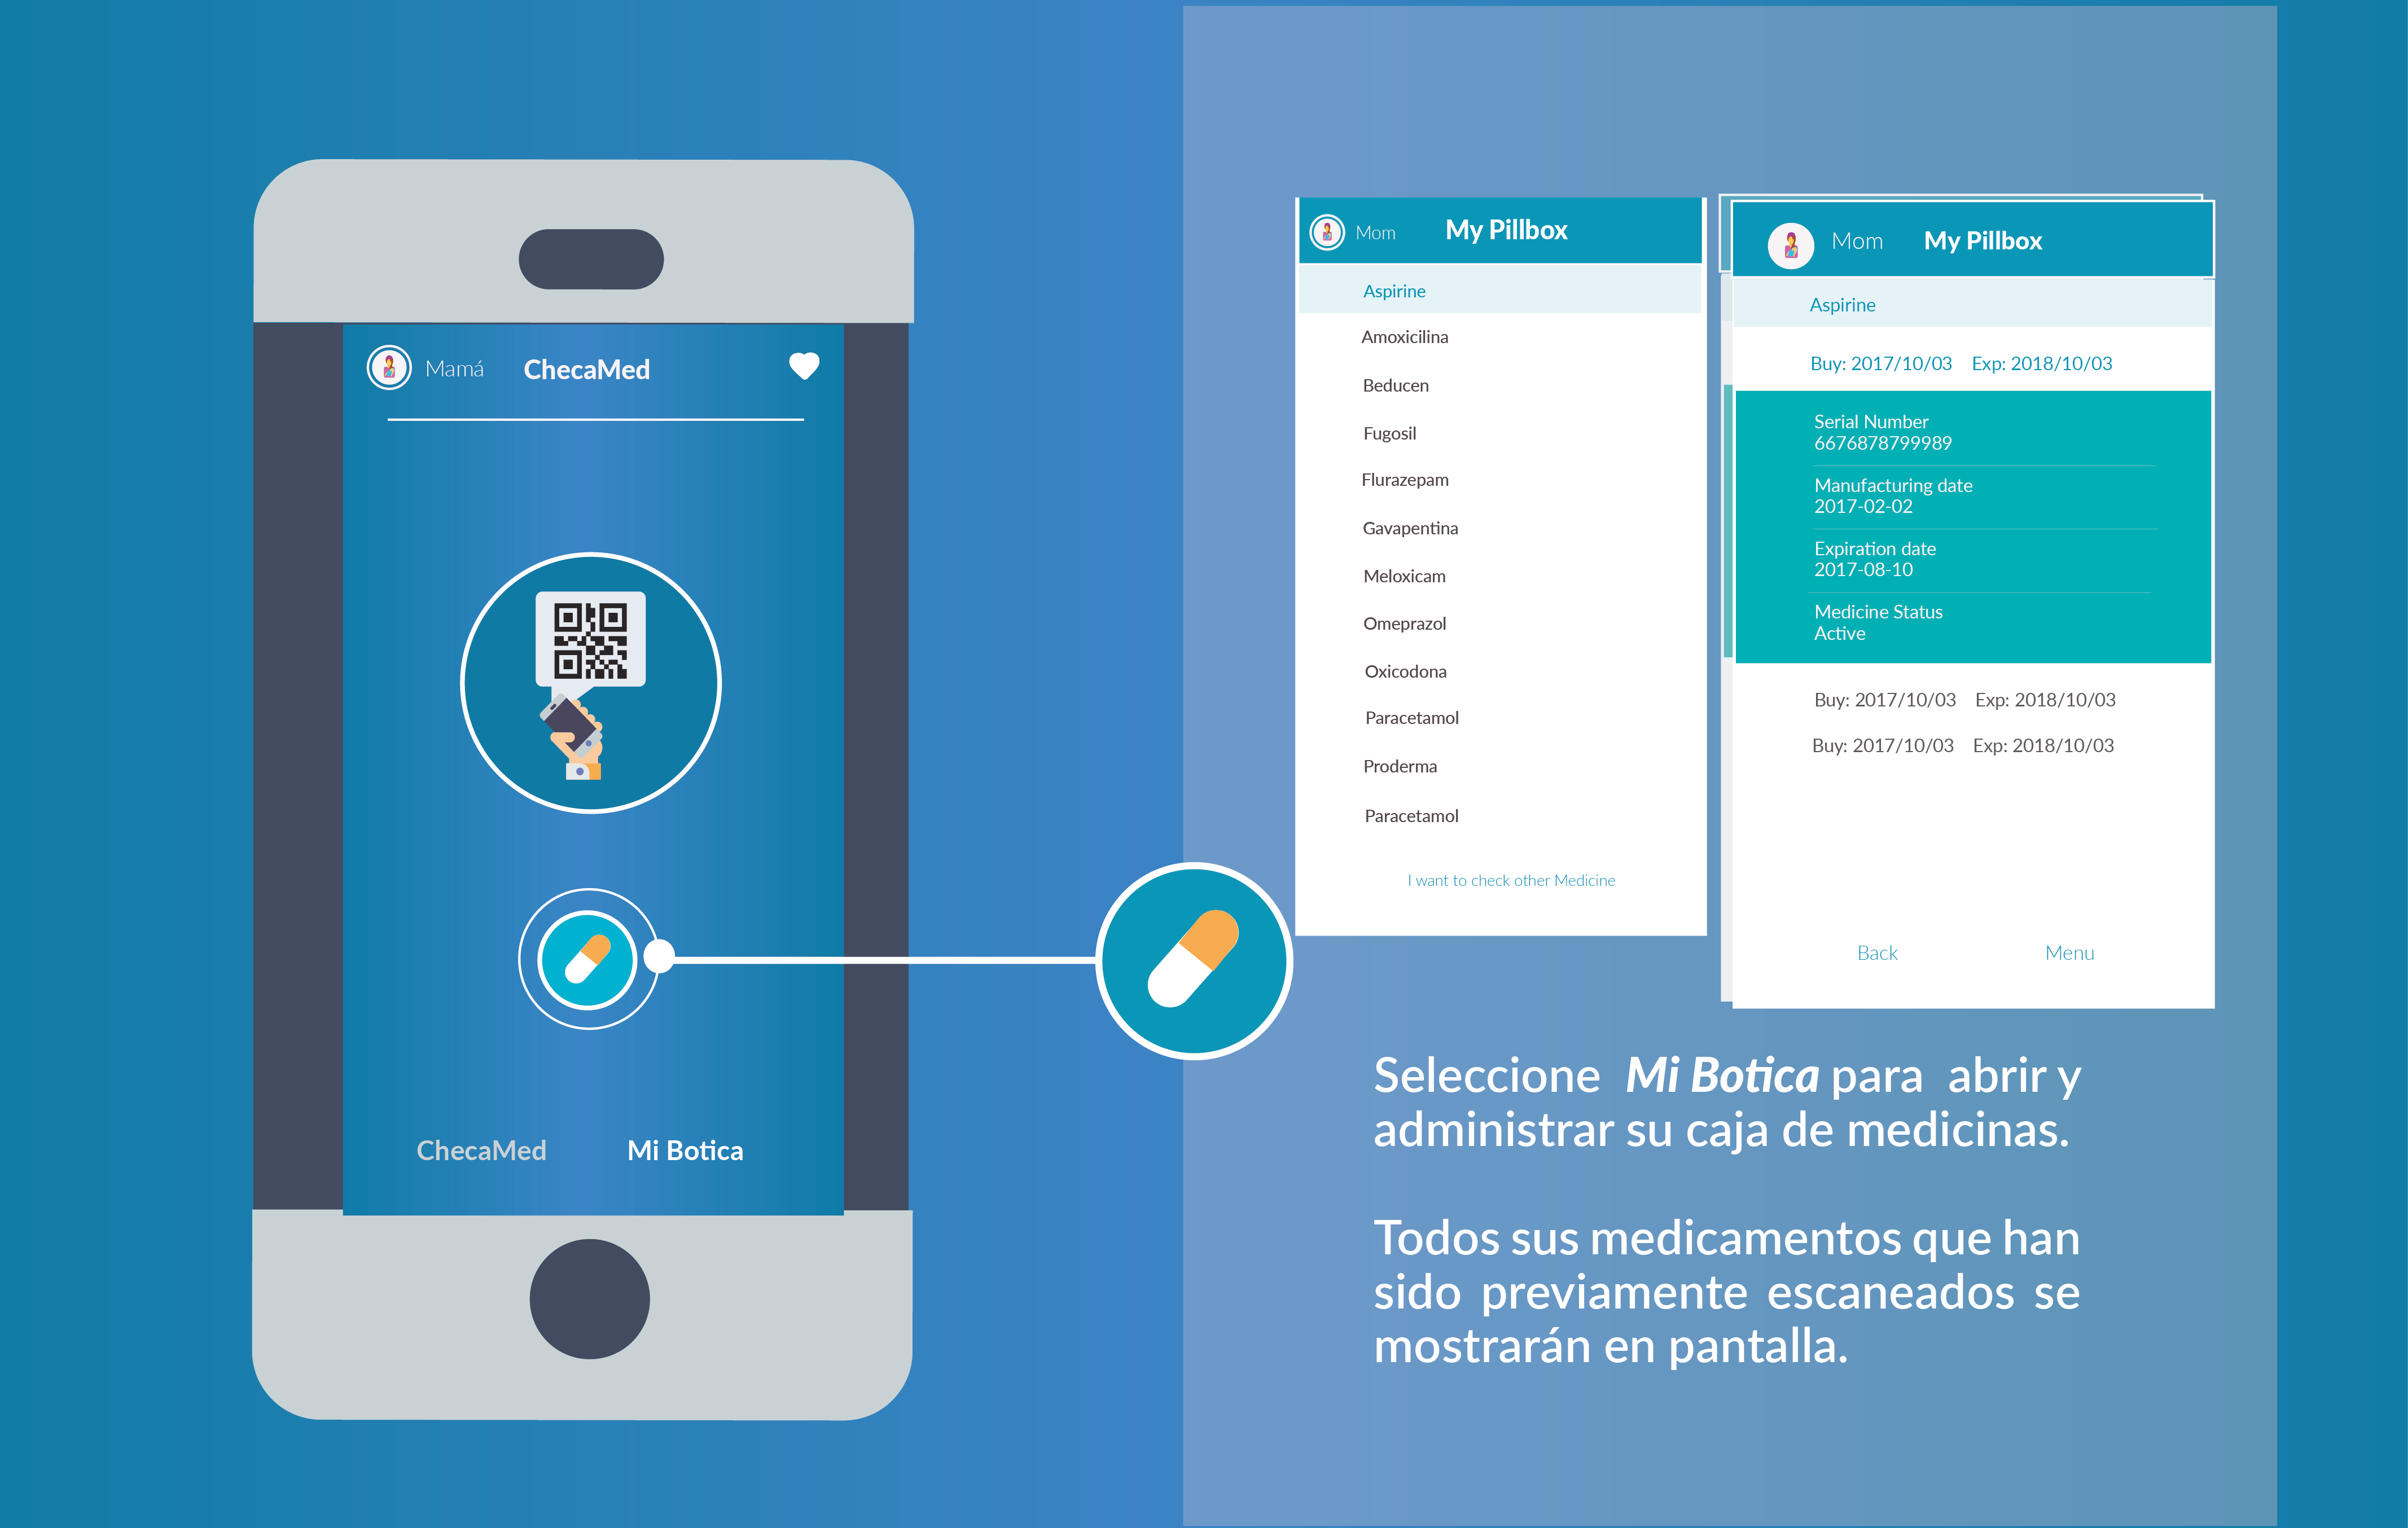 Mamá ChecaMed
ChecaMed Mi Botica
Mom My Pillbox
Aspirine
Amoxicilina
Beducen
Fugosil
Flurazepam
Gavapentina
Meloxicam
Omeprazol
Oxicodona
Paracetamol
Proderma
Paracetamol
I want to check other Medicine
Mom My Pillbox
Aspirine
Buy: 2017/10/03 Exp: 2018/10/03
Serial Number
6676878799989
Manufacturing date
2017-02-02
Expiration date
2017-08-10
Medicine Status
Active
Buy: 2017/10/03 Exp: 2018/10/03
Buy: 2017/10/03 Exp: 2018/10/03
Back Menu
Seleccione Mi Botica para abrir y
administrar su caja de medicinas.
Todos sus medicamentos que han
sido previamente escaneados se
mostrarán en pantalla.